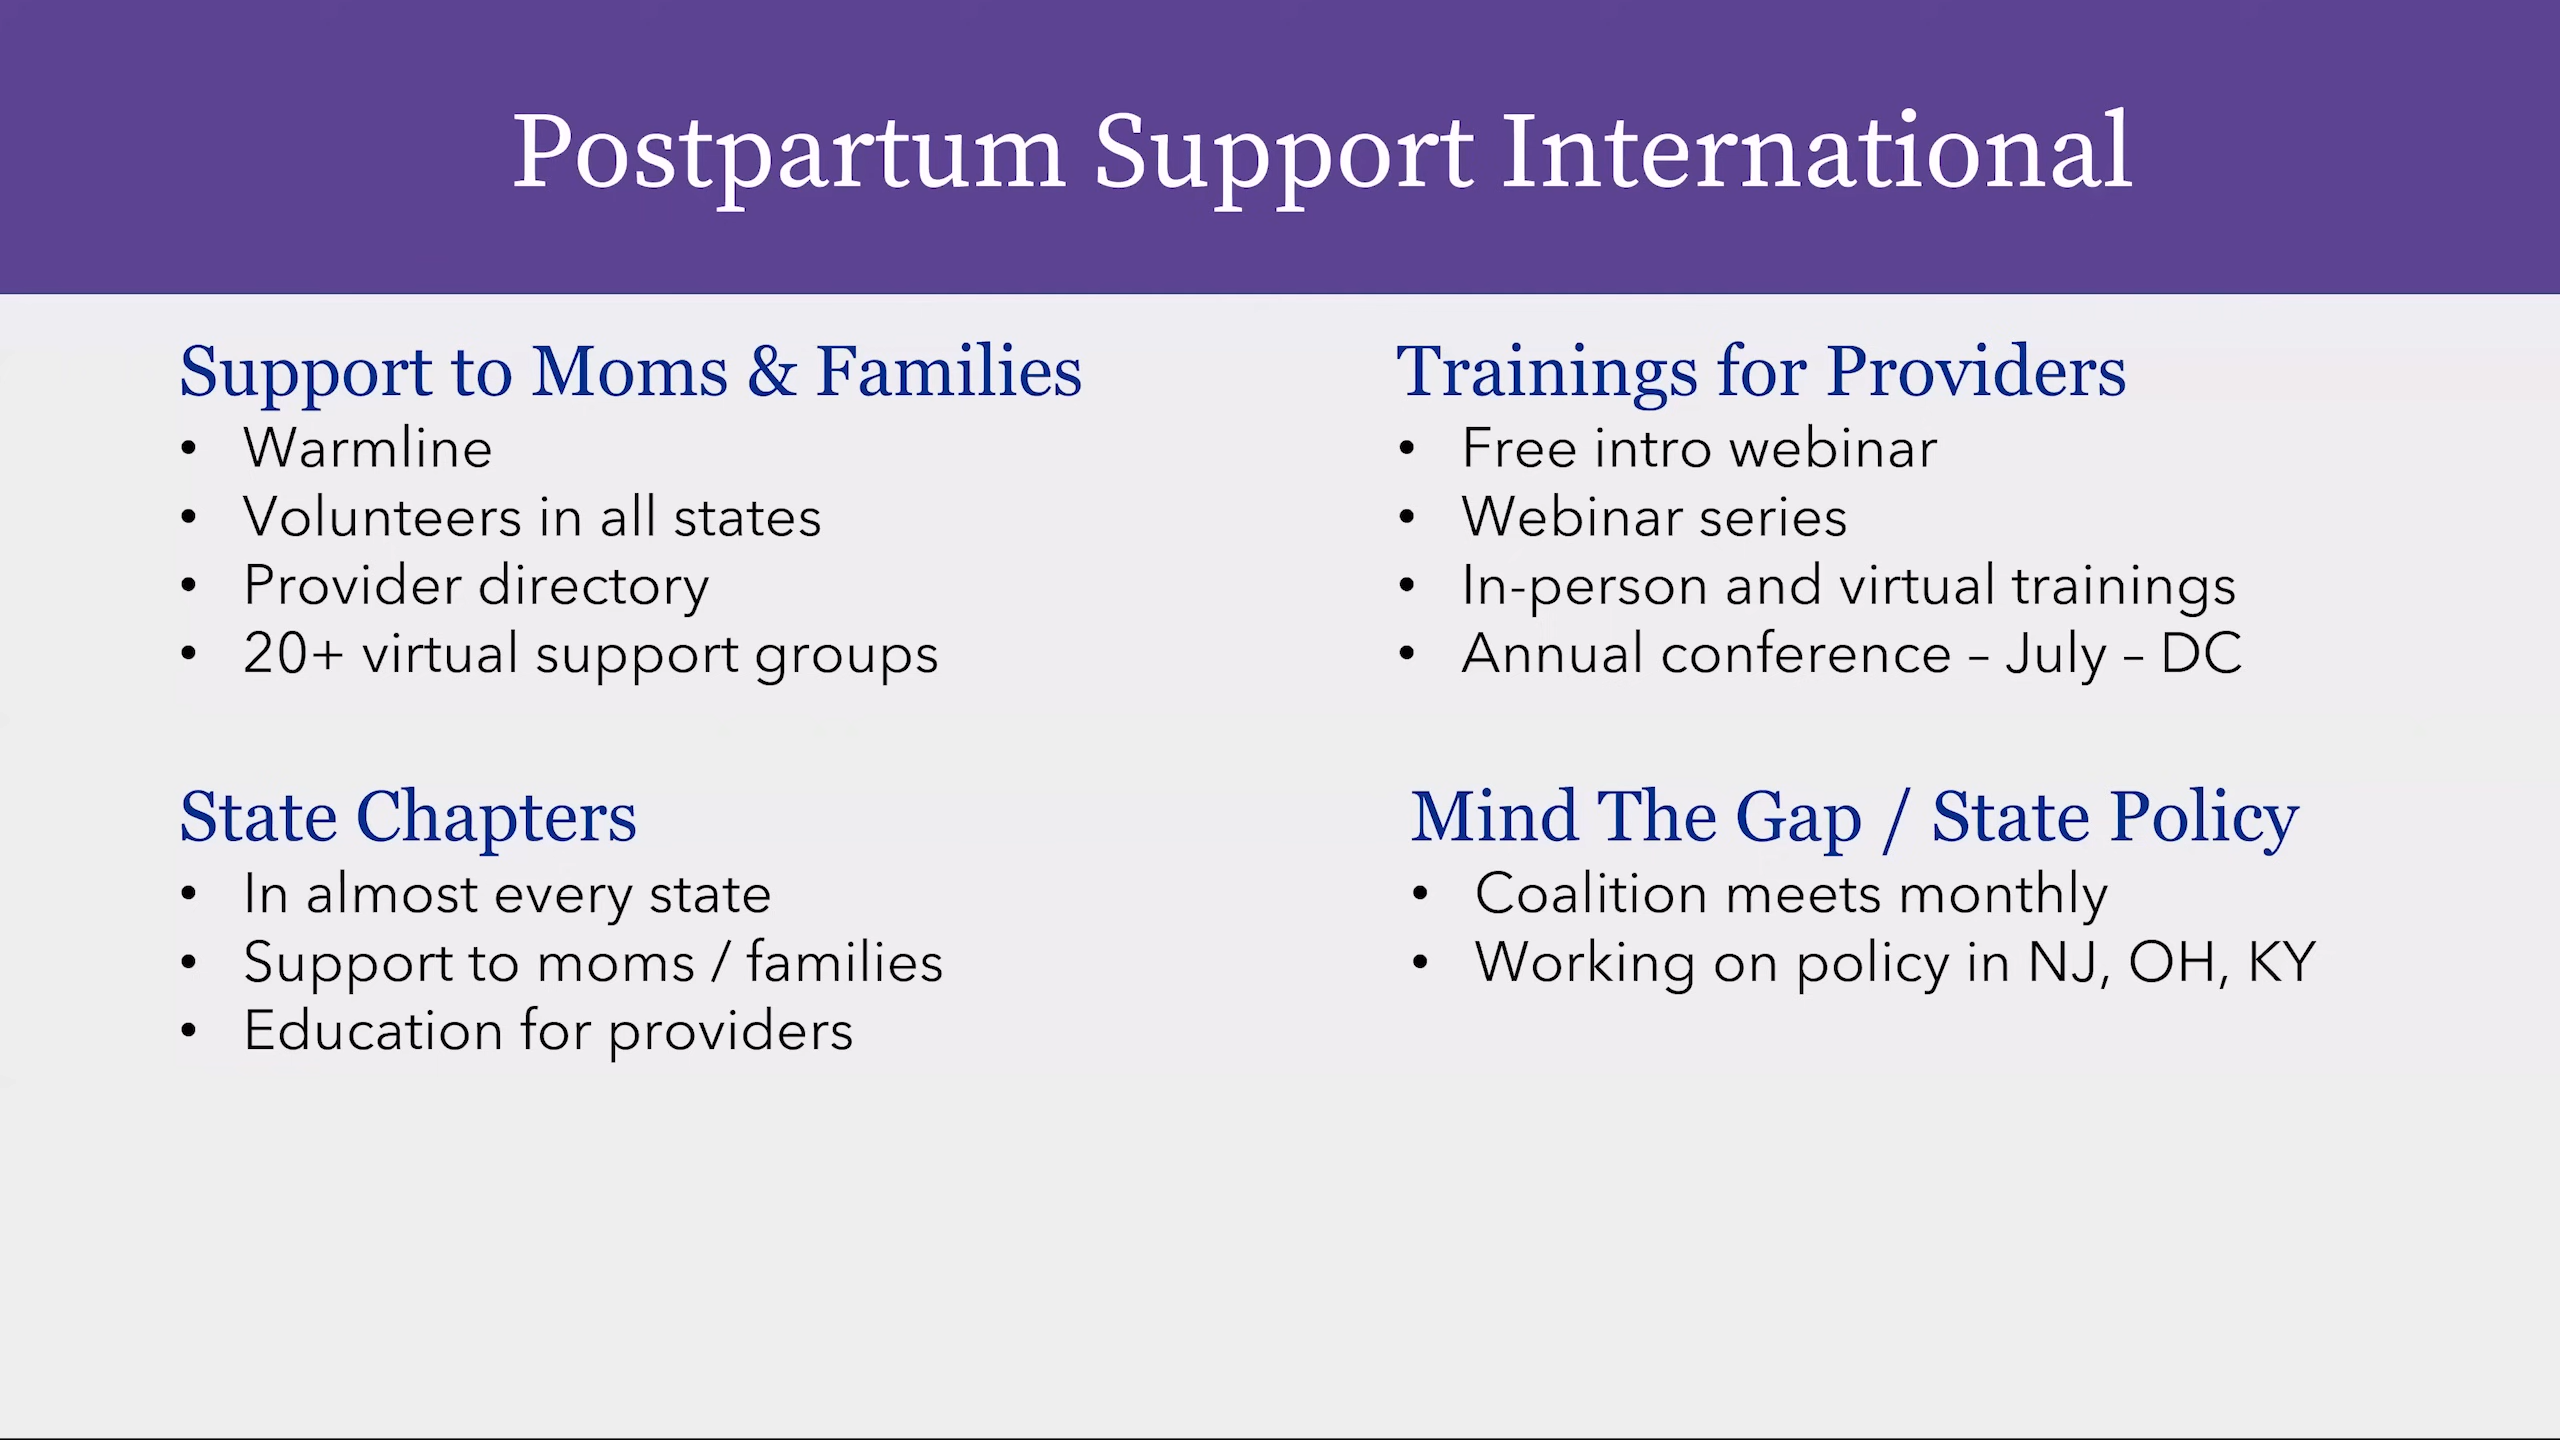 Postpartum Support International
Support to Moms & Families
• Warmline
• Volunteers in all states
• Provider directory
• 20+ virtual support groups
Trainings for Providers
• Free intro webinar
• Webinar series
• In-person and virtual trainings
• Annual conference – July – DC
State Chapters
• In almost every state
• Support to moms / families
• Education for providers
Mind The Gap / State Policy
• Coalition meets monthly
• Working on policy in NJ, OH, KY